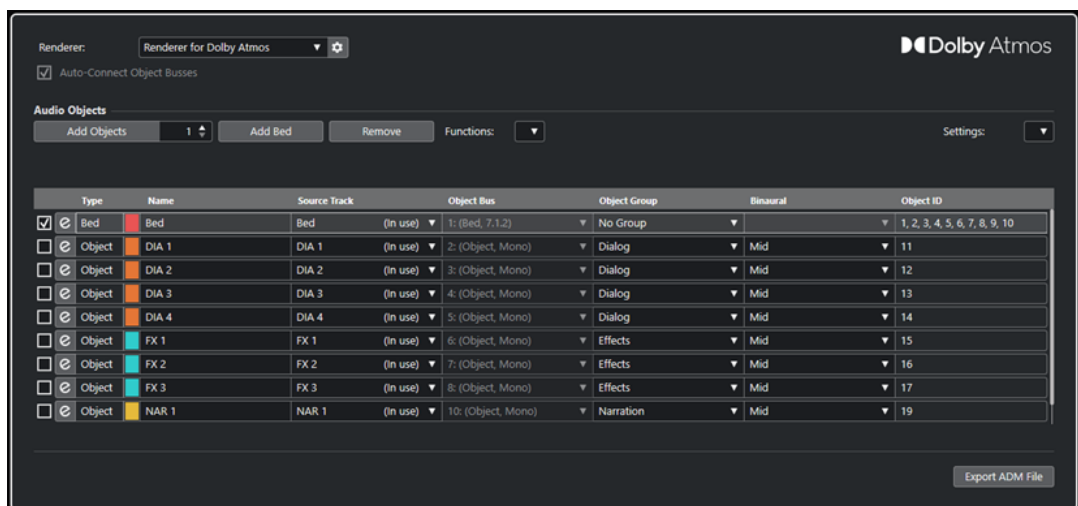 Renderer: Renderer for Dolby Atmos Dolby Atmos
Auto-Connect Object Busses
Audio Objects
Add Objects 1 Add Bed Remove Functions: Settings:
Type Name Source Track Object Bus Object Group Binaural Object ID
Bed Bed Bed (In use) 1: (Bed, 7.1.2) No Group 1, 2, 3, 4, 5, 6, 7, 8, 9, 10
Object DIA 1 DIA 1 (In use) 2: (Object, Mono) Dialog Mid 11
Object DIA 2 DIA 2 (In use) 3: (Object, Mono) Dialog Mid 12
Object DIA 3 DIA 3 (In use) 4: (Object, Mono) Dialog Mid 13
Object DIA 4 DIA 4 (In use) 5: (Object, Mono) Dialog Mid 14
Object FX 1 FX 1 (In use) 6: (Object, Mono) Effects Mid 15
Object FX 2 FX 2 (In use) 7: (Object, Mono) Effects Mid 16
Object FX 3 FX 3 (In use) 8: (Object, Mono) Effects Mid 17
Object NAR 1 NAR 1 (In use) 10: (Object, Mono) Narration Mid 19
Export ADM File